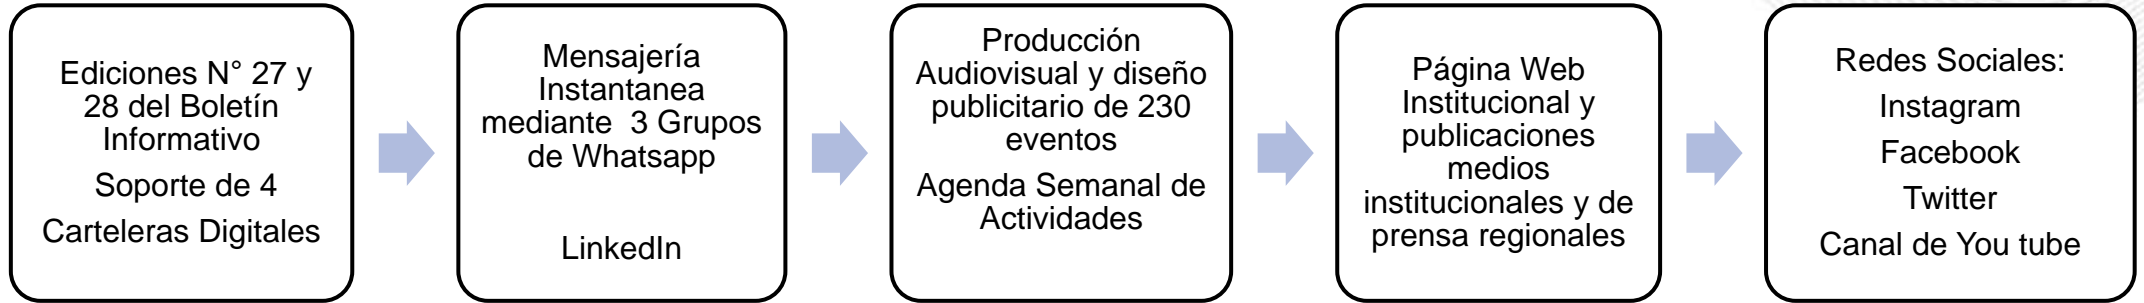 Ediciones N° 27 y
28 del Boletín
Informativo
Soporte de 4
Carteleras Digitales
Mensajería
Instantanea
mediante  3 Grupos
de Whatsapp
LinkedIn
Producción
Audiovisual y diseño
publicitario de 230
eventos
Agenda Semanal de
Actividades
Página Web
Institucional y
publicaciones
medios
institucionales y de
prensa regionales
Redes Sociales:
Instagram
Facebook
Twitter
Canal de You tube